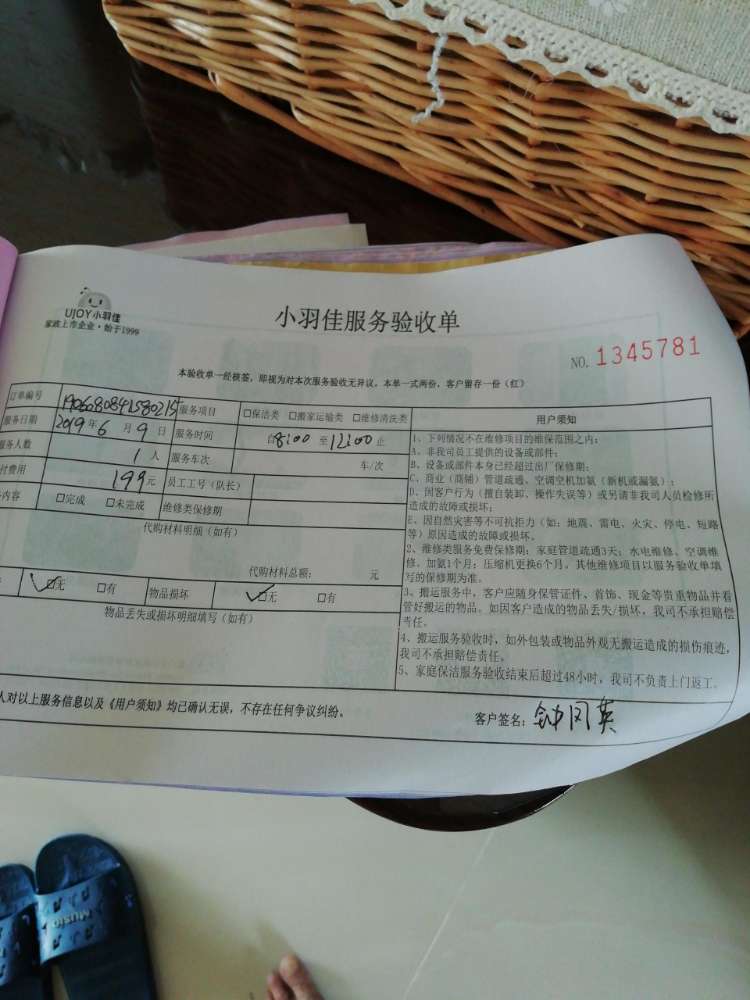 UJOY小羽佳
家政上市企业·始于1999
小羽佳服务验收单
NO. 1345781
本验收单一经被签，即视为对本次服务验收无异议。本单一式两份，客户留存一份（红）
订单编号 1906080841580215 服务项目 □保洁类 □搬家运输类 □维修清洗类
服务日期 2019年6月9日 服务时间 自8:00至12:00止
服务人数 1人 服务车次 车/次
付费用 199元 员工工号（队长）
内容 □完成 □未完成 维修类保修期
代购材料明细（如有）
代购材料总额： 元
✓□无 □有 物品损坏 ✓□无 □有
物品丢失或损坏明细填写（如有）
用户须知
1、下列情况不在维修项目的维保范围之内：
A、非我司员工提供的设备或部件；
B、设备或部件本身已经超过出厂保修期；
C、商业（商铺）管道疏通、空调空机加氨（新机或漏氨）；
D、因客户行为（擅自装卸、操作失误等）或另请非我司人员检修所
造成的故障或损坏；
E、因自然灾害等不可抗拒力（如：地震、雷电、火灾、停电、短路
等）原因造成的故障或损坏。
2、维修类服务免费保修期：家庭管道疏通3天；水电维修、空调维
修、加氨1个月；压缩机更换6个月。其他维修项目以服务验收单填
写的保修期为准。
3、搬运服务中，客户应随身保管证件、首饰、现金等贵重物品并看
管好搬运的物品。如因客户造成的物品丢失/损坏，我司不承担赔偿
责任。
4、搬运服务验收时，如外包装或物品外观无搬运造成的损伤痕迹，
我司不承担赔偿责任。
5、家庭保洁服务验收结束后超过48小时，我司不负责上门返工。
人对以上服务信息以及《用户须知》均已确认无误，不存在任何争议纠纷。
客户签名：钟冈英
MUSIC